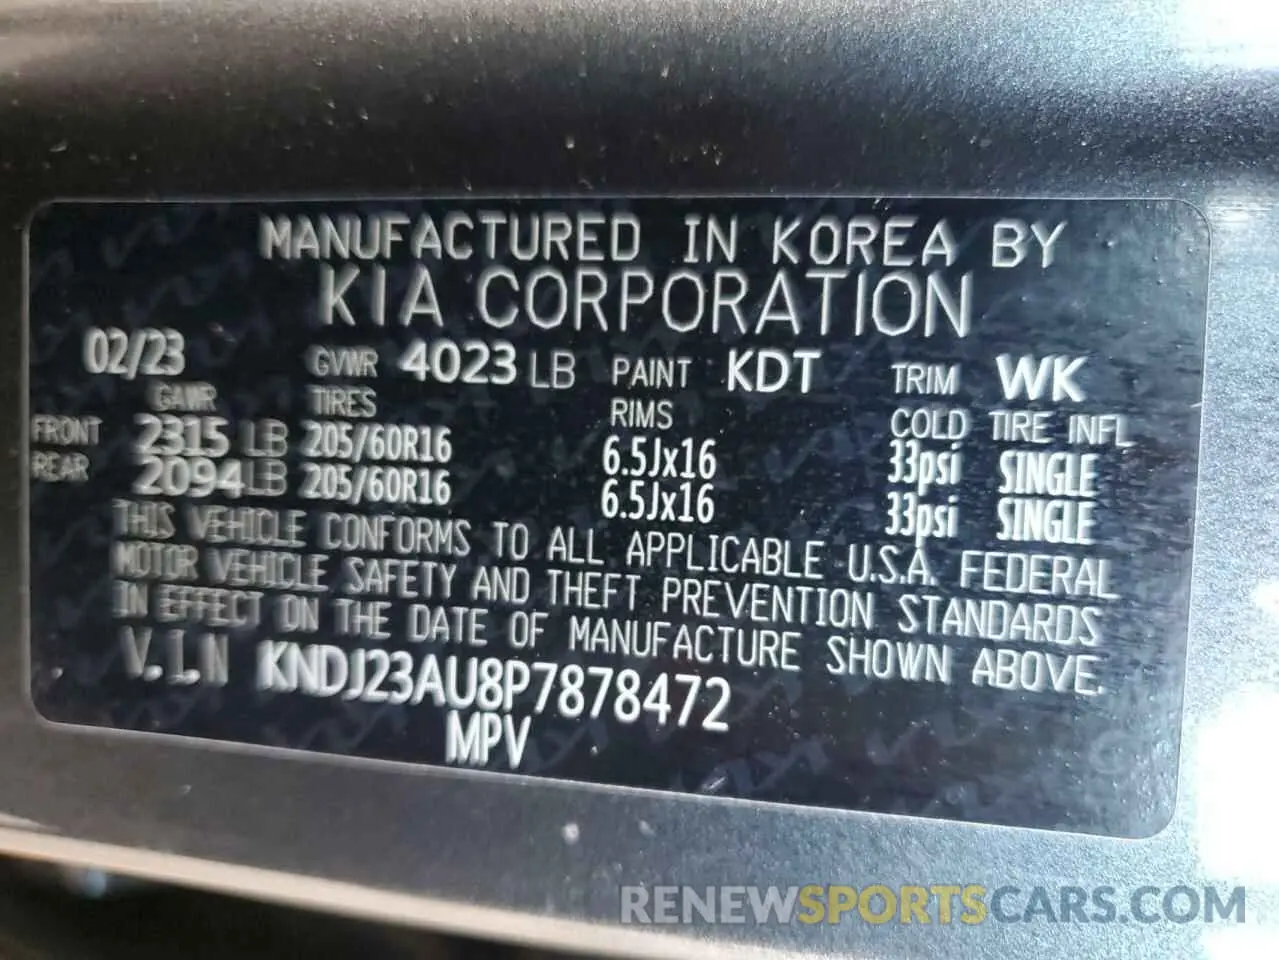 MANUFACTURED IN KOREA BY
KIA CORPORATION
02/23 GVWR 4023 LB PAINT KDT TRIM WK
GAWR TIRES RIMS COLD TIRE INFL
FRONT 2315 LB 205/60R16 6.5Jx16 33psi SINGLE
REAR 2094LB 205/60R16 6.5Jx16 33psi SINGLE
THIS VEHICLE CONFORMS TO ALL APPLICABLE U.S.A. FEDERAL
MOTOR VEHICLE SAFETY AND THEFT PREVENTION STANDARDS
IN EFFECT ON THE DATE OF MANUFACTURE SHOWN ABOVE.
V.I.N KNDJ23AU8P7878472
MPV
RENEWSPORTSCARS.COM